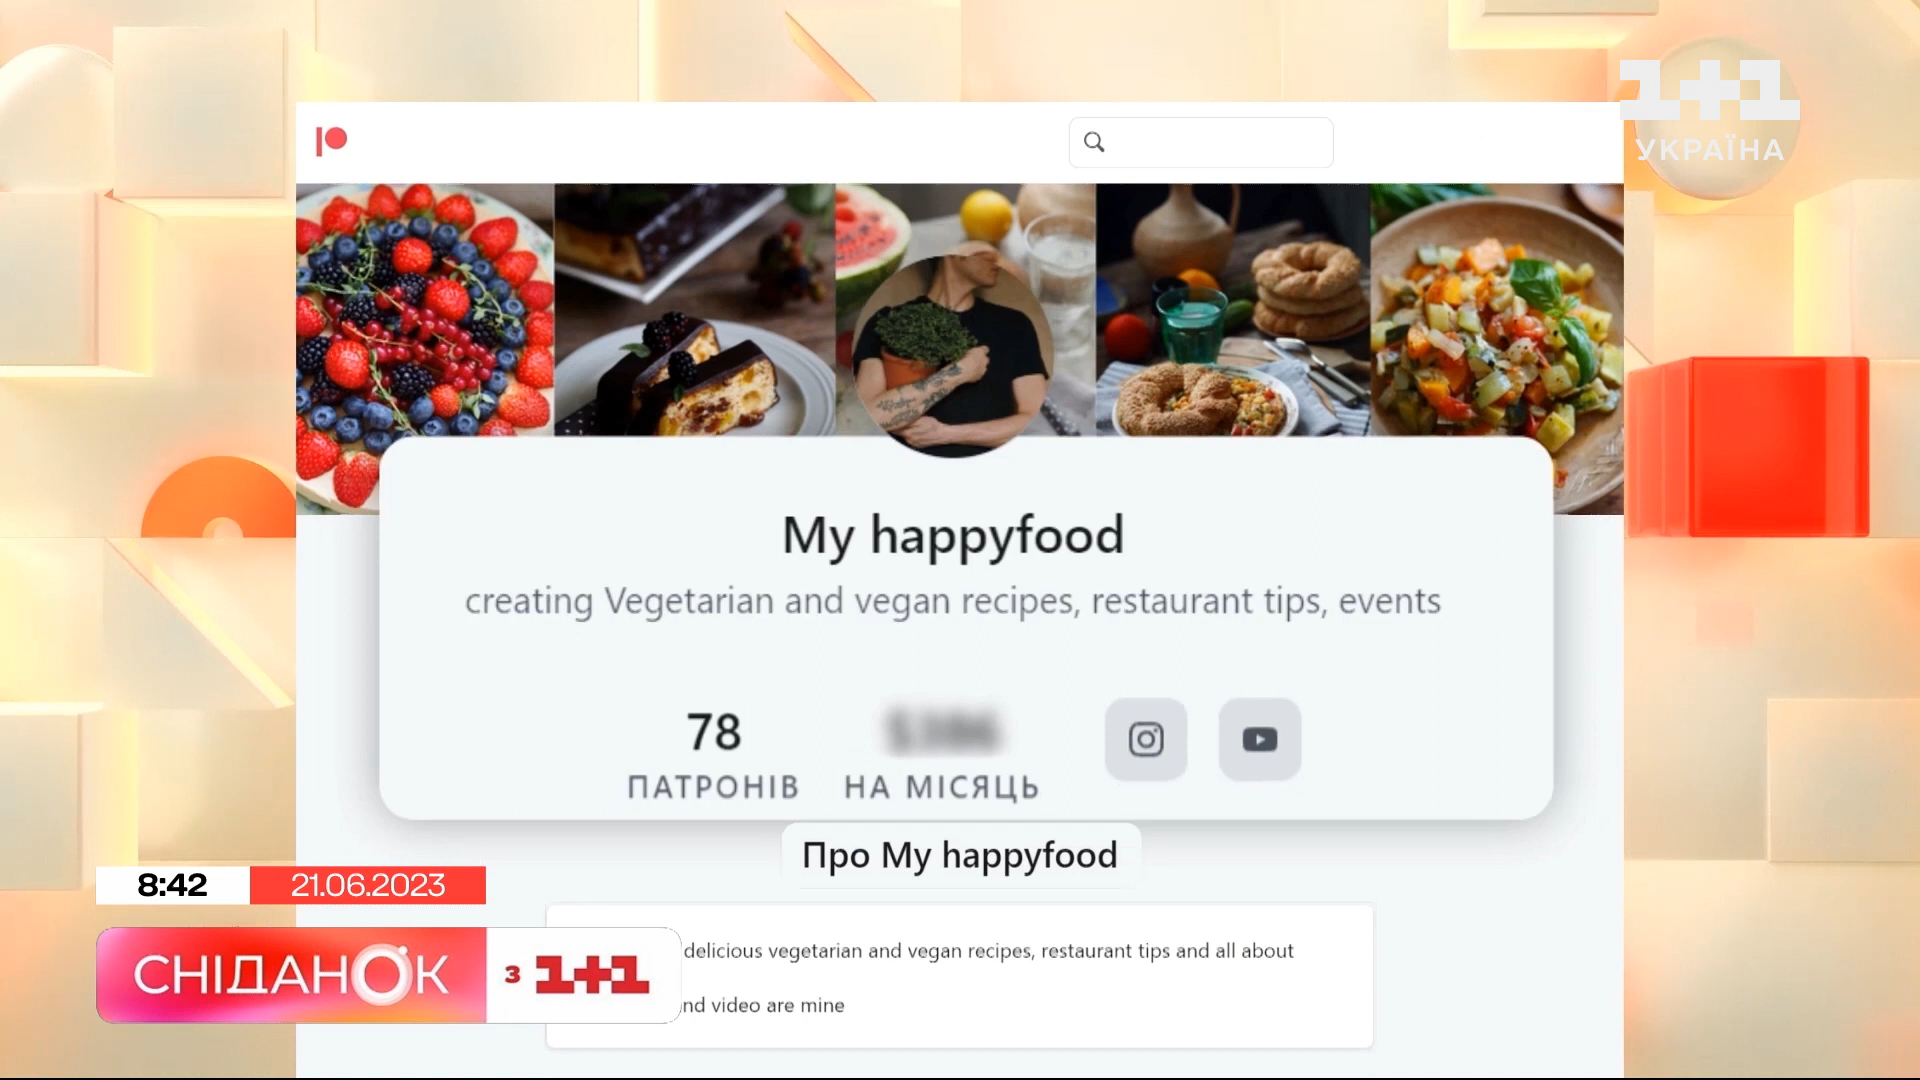 1+1
УКРАЇНА
My happyfood
creating Vegetarian and vegan recipes, restaurant tips, events
78
ПАТРОНІВ
НА МІСЯЦЬ
Про My happyfood
delicious vegetarian and vegan recipes, restaurant tips and all about
and video are mine
8:42 21.06.2023
СНІДАНОК з 1+1